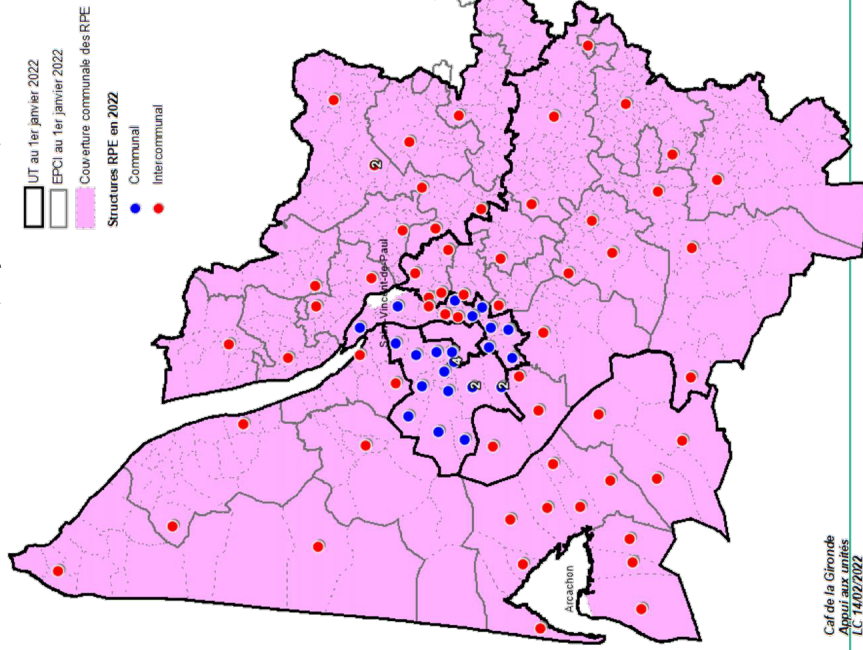 UT au 1er janvier 2022
EPCI au 1er janvier 2022
Couverture communale des RPE
Structures RPE en 2022
Communal
Intercommunal
2
Saint-Vincent-de-Paul
4
2
2
Arcachon
Caf de la Gironde
Appui aux unités
LC 14/02/2022